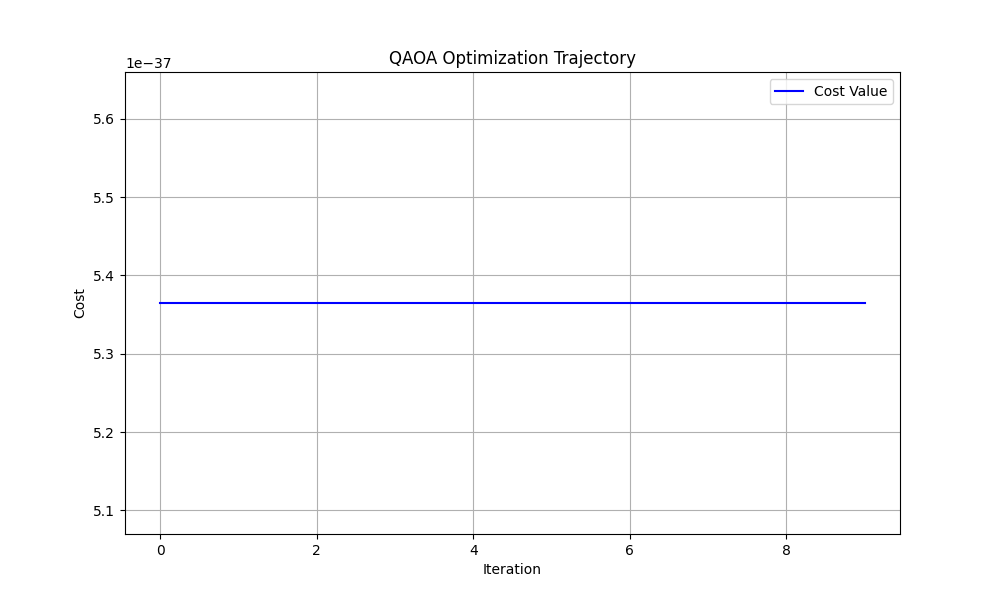 QAOA Optimization Trajectory
1e−37
Cost Value
5.6
5.5
5.4
5.3
5.2
5.1
Cost
0 2 4 6 8
Iteration